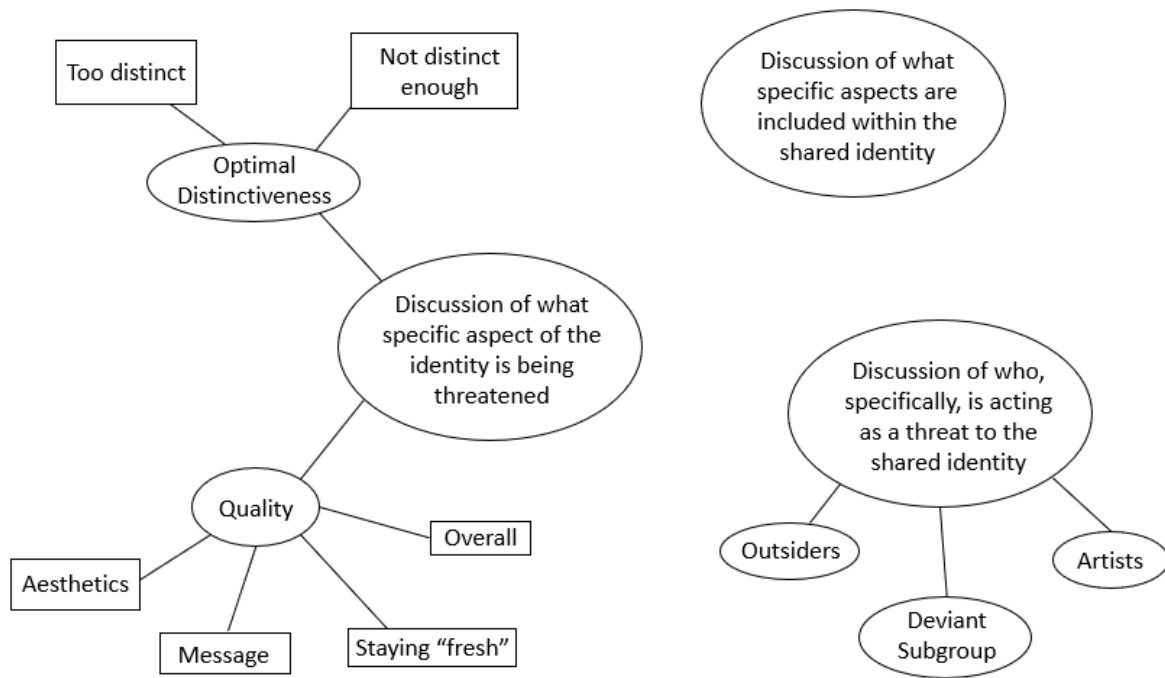 Too distinct
Not distinct
enough
Optimal
Distinctiveness
Discussion of what
specific aspects are
included within the
shared identity
Discussion of what
specific aspect of the
identity is being
threatened
Discussion of who,
specifically, is acting
as a threat to the
shared identity
Quality
Overall
Aesthetics
Message
Staying “fresh”
Outsiders
Deviant
Subgroup
Artists